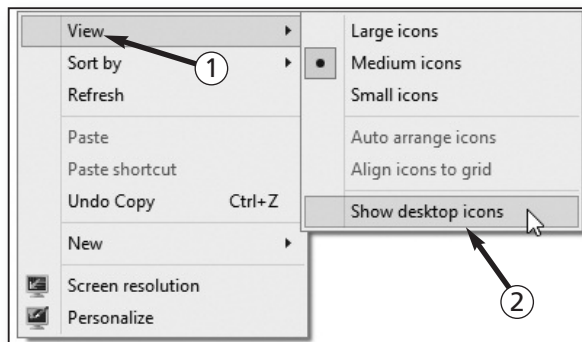 View
Sort by
Refresh
Paste
Paste shortcut
Undo Copy Ctrl+Z
New
Screen resolution
Personalize
Large icons
Medium icons
Small icons
Auto arrange icons
Align icons to grid
Show desktop icons
1
2